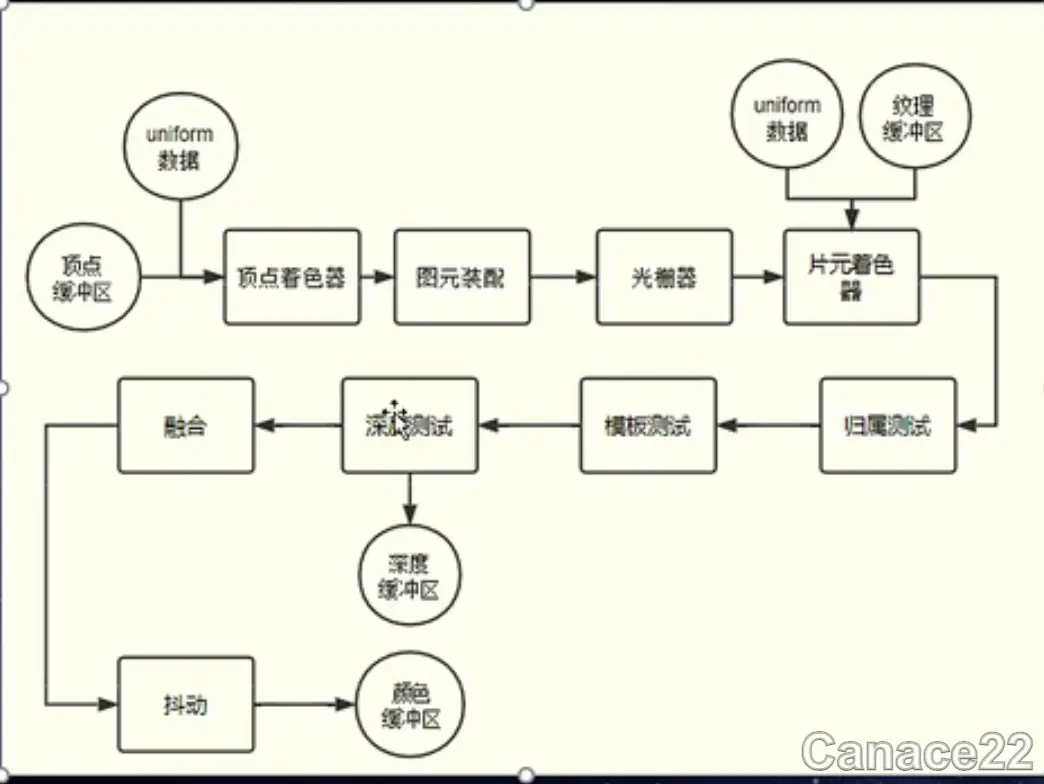 uniform
数据
uniform
数据
纹理
缓冲区
顶点
缓冲区
顶点着色器
图元装配
光栅器
片元着色
器
融合
深度测试
模板测试
归属测试
深度
缓冲区
抖动
颜色
缓冲区
Canace22